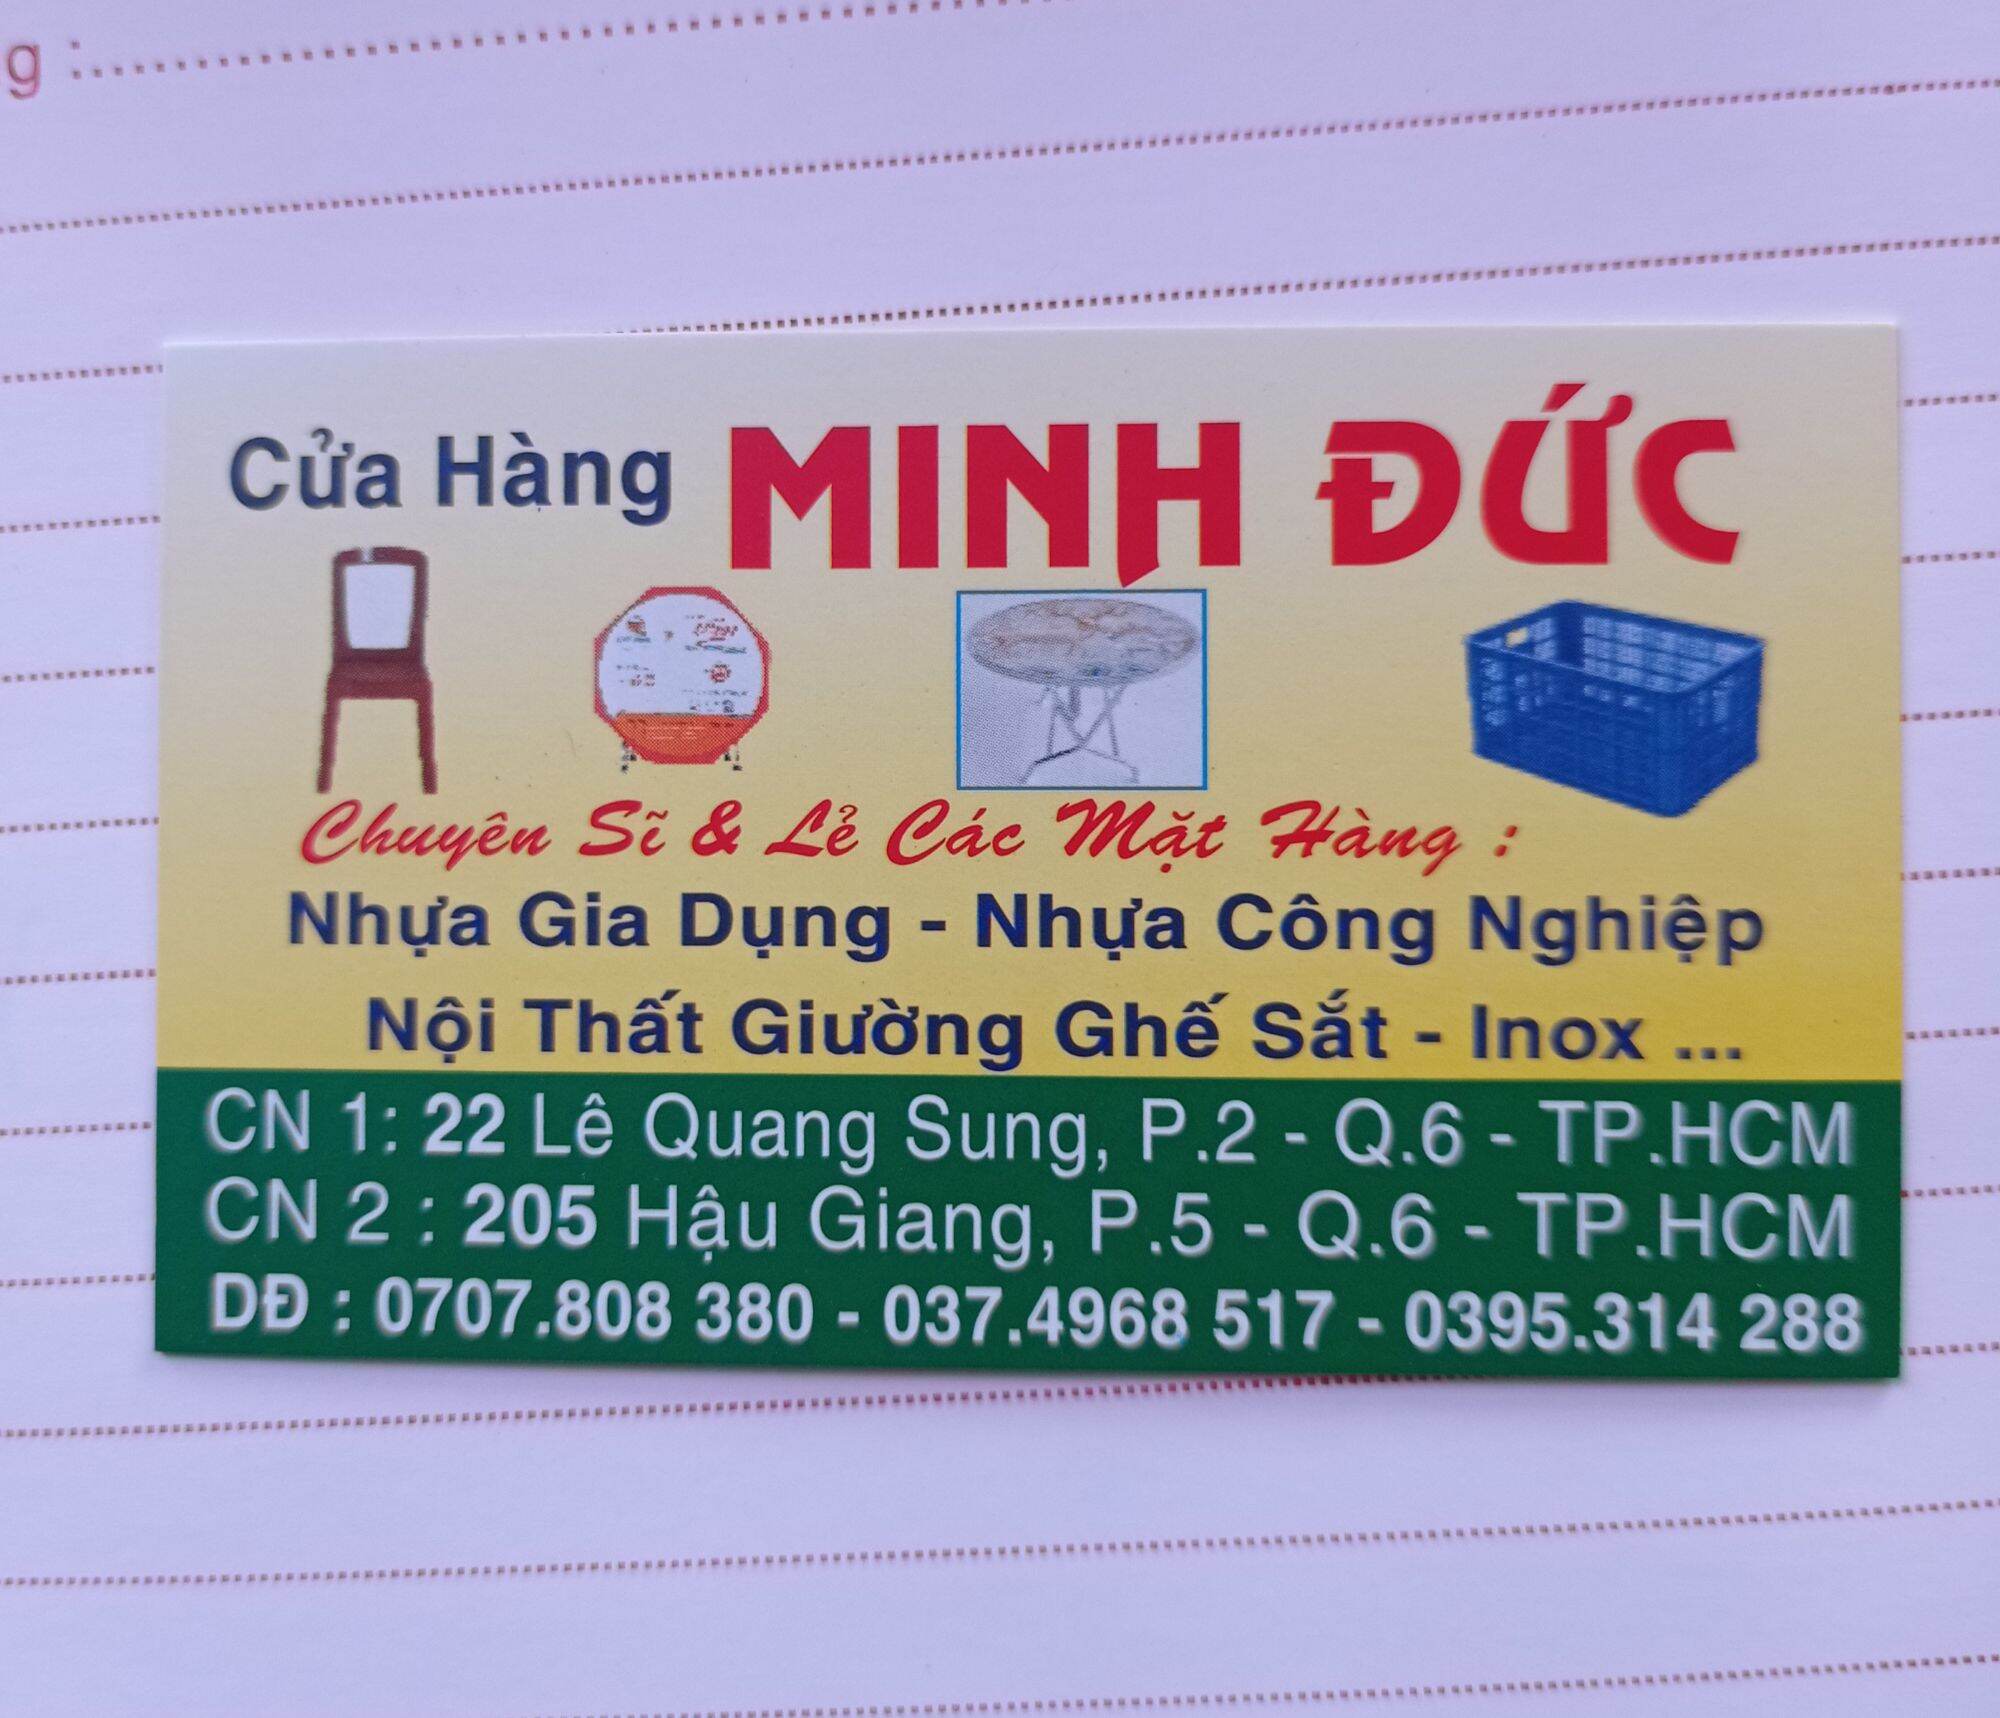 g :
Cửa Hàng MINH ĐỨC
Chuyên Sĩ & Lẻ Các Mặt Hàng :
Nhựa Gia Dụng - Nhựa Công Nghiệp
Nội Thất Giường Ghế Sắt - Inox ...
CN 1: 22 Lê Quang Sung, P.2 - Q.6 - TP.HCM
CN 2 : 205 Hậu Giang, P.5 - Q.6 - TP.HCM
DĐ : 0707.808 380 - 037.4968 517 - 0395.314 288